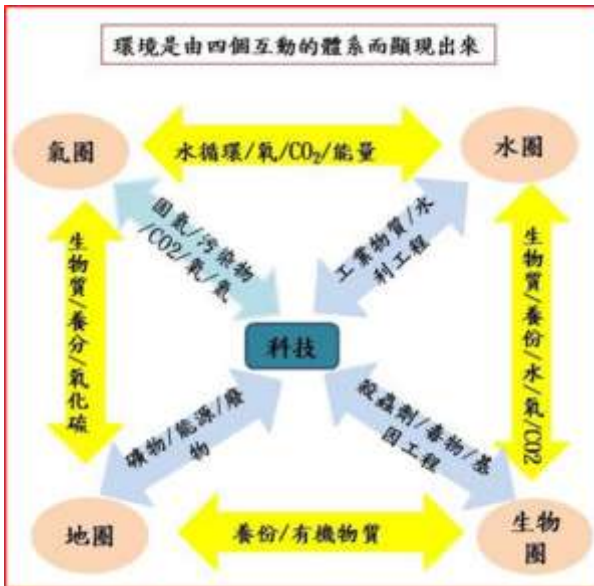 環境是由四個互動的體系而顯現出來
氣圈
水循環/氧/CO₂/能量
水圈
固氮/污染物
/CO2/氧/氮
工業物質/水
利工程
生物質/養分/氧化硫
生物質/養份/水/氧/CO2
科技
礦物/能源/廢
物
殺蟲劑/毒物/基
因工程
地圈
養份/有機物質
生物
圈